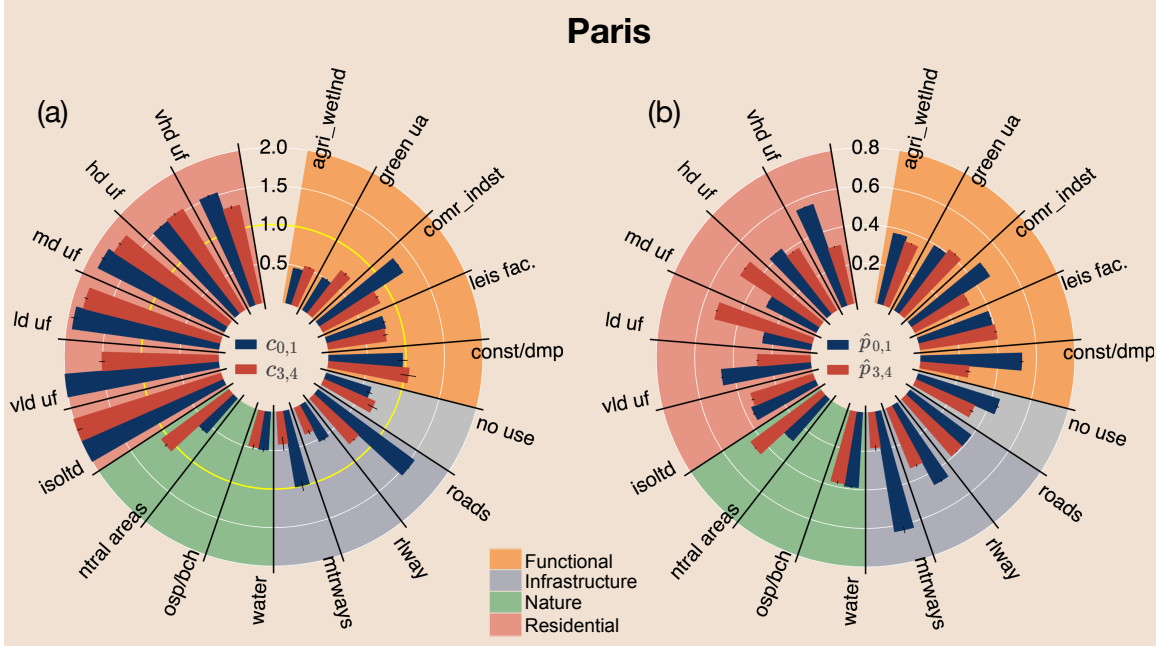 Paris
(a)
2.0
1.5
1.0
0.5
agri_wetlnd
green ua
comr_indst
leis fac.
const/dmp
no use
roads
rlway
mtrways
water
osp/bch
ntral areas
isoltd
vld uf
ld uf
md uf
hd uf
vhd uf
c0,1
c3,4
(b)
0.8
0.6
0.4
0.2
agri_wetlnd
green ua
comr_indst
leis fac.
const/dmp
no use
roads
rlway
mtrways
water
osp/bch
ntral areas
isoltd
vld uf
ld uf
md uf
hd uf
vhd uf
p̂0,1
p̂3,4
Functional
Infrastructure
Nature
Residential